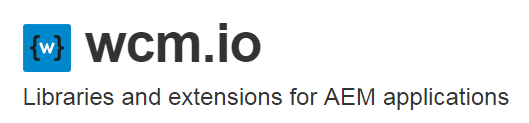 {w} wcm.io
Libraries and extensions for AEM applications